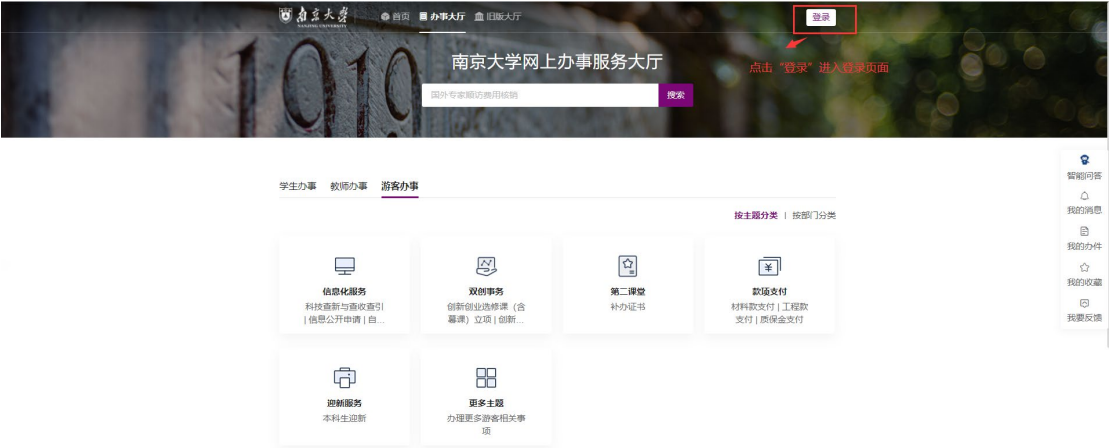 南京大學
NANJING UNIVERSITY
首页 办事大厅 旧版大厅
登录
南京大学网上办事服务大厅
点击“登录”进入登录页面
国外专家顺访费用核销
搜索
学生办事 教师办事 游客办事
按主题分类 | 按部门分类
信息化服务
科技查新与查收查引
| 信息公开申请 | 自...
双创事务
创新创业选修课（含
慕课）立项 | 创新...
第二课堂
补办证书
款项支付
材料款支付 | 工程款
支付 | 质保金支付
迎新服务
本科生迎新
更多主题
办理更多游客相关事
项
智能问答
我的消息
我的办件
我的收藏
我要反馈
1919